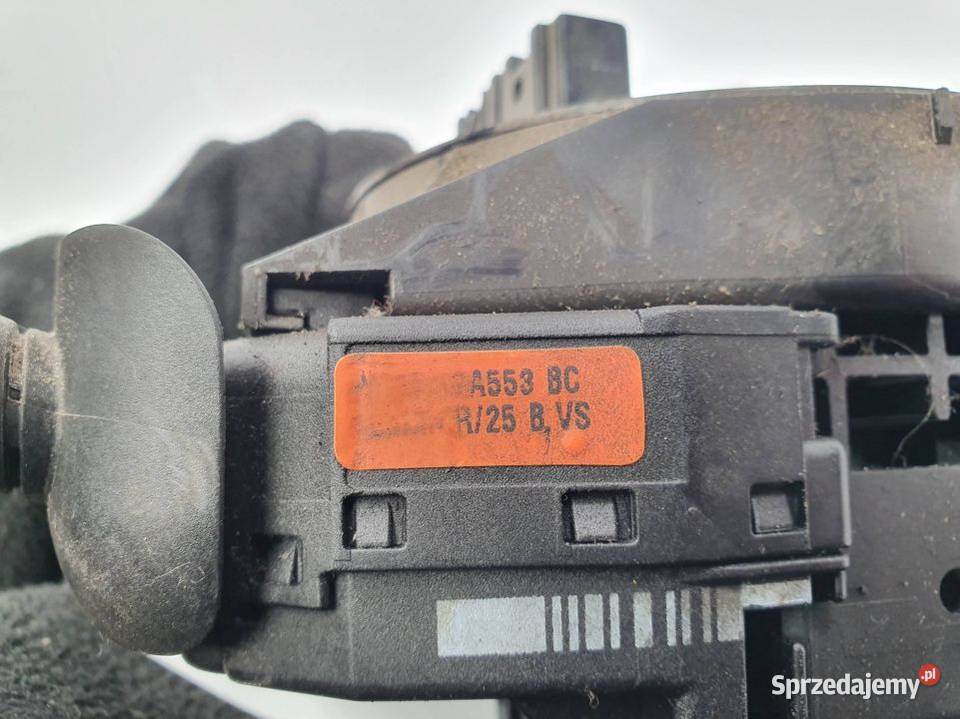 A553 BC
R/25 B, VS
Sprzedajemy.pl